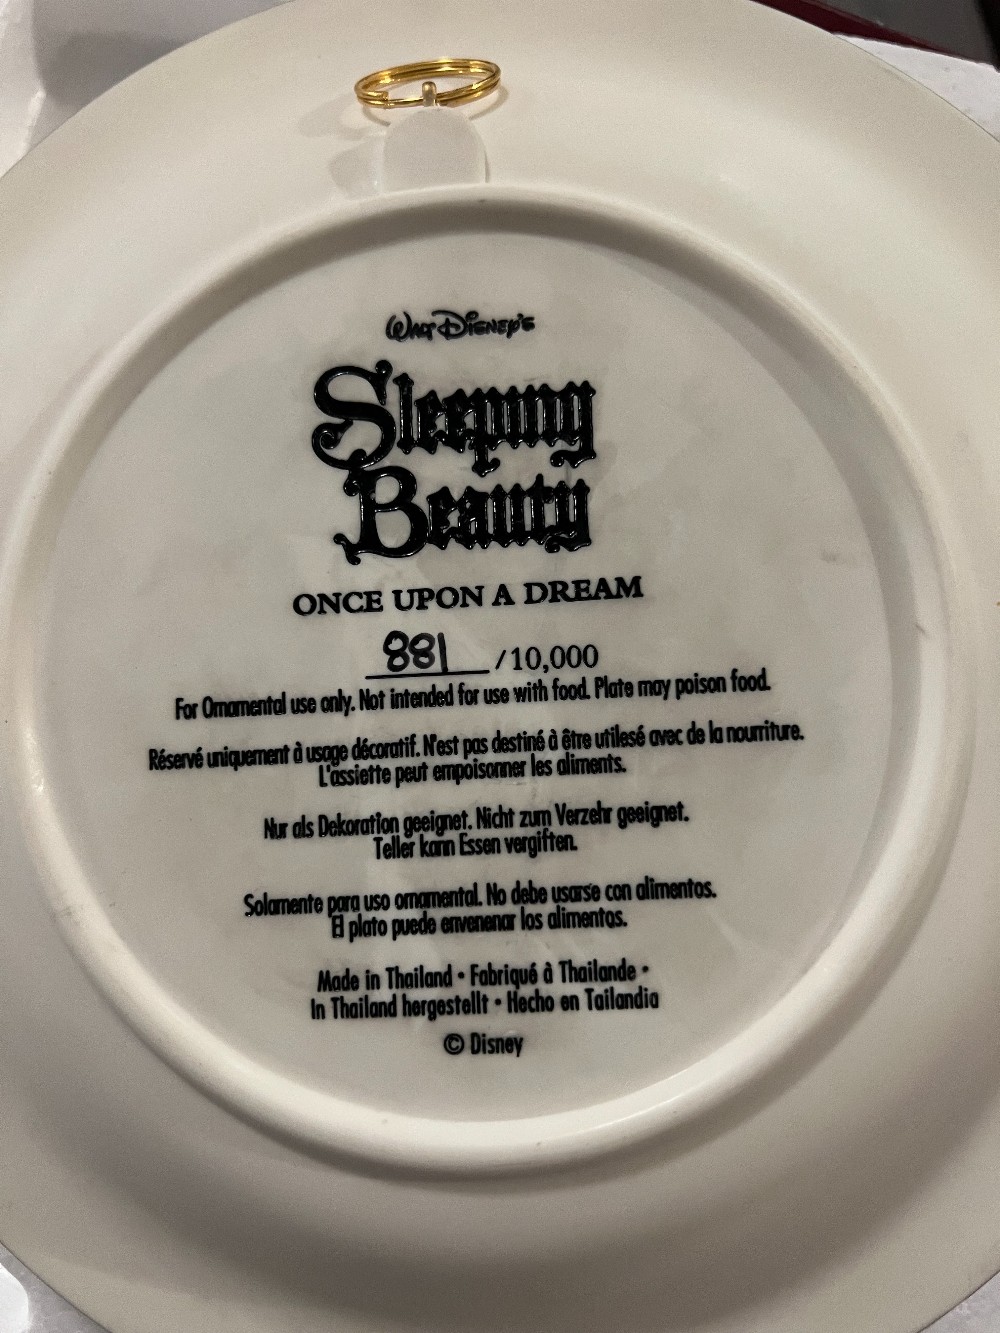 Walt Disney's
Sleeping
Beauty
ONCE UPON A DREAM
881 /10,000
For Ornamental use only. Not intended for use with food. Plate may poison food.
Réservé uniquement à usage décoratif. N'est pas destiné à être utilesé avec de la nourriture.
L'assiette peut empoisonner les aliments.
Nur als Dekoration geeignet. Nicht zum Verzehr geeignet.
Teller kann Essen vergiften.
Solamente para uso ornamental. No debe usarse con alimentos.
El plato puede envenenar los alimentos.
Made in Thailand • Fabriqué à Thailande •
In Thailand hergestellt • Hecho en Tailandia
© Disney